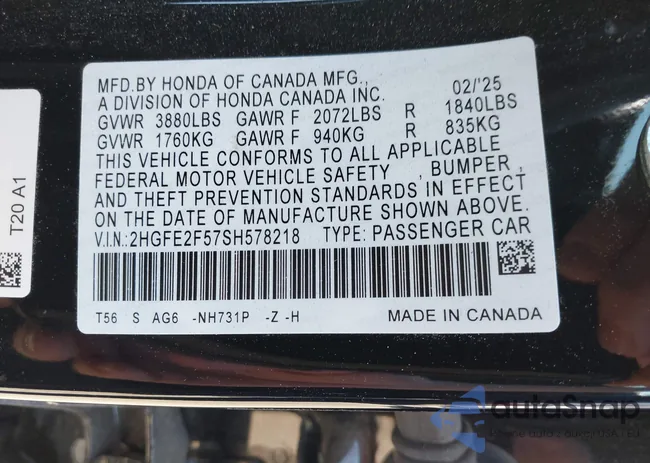 MFD.BY HONDA OF CANADA MFG., 02/'25
A DIVISION OF HONDA CANADA INC.
GVWR 3880LBS GAWR F 2072LBS R 1840LBS
GVWR 1760KG GAWR F 940KG R 835KG
THIS VEHICLE CONFORMS TO ALL APPLICABLE
FEDERAL MOTOR VEHICLE SAFETY , BUMPER ,
AND THEFT PREVENTION STANDARDS IN EFFECT
ON THE DATE OF MANUFACTURE SHOWN ABOVE.
V.I.N.:2HGFE2F57SH578218 TYPE: PASSENGER CAR
T56 S AG6 -NH731P -Z -H MADE IN CANADA
T20 A1
autoSnap